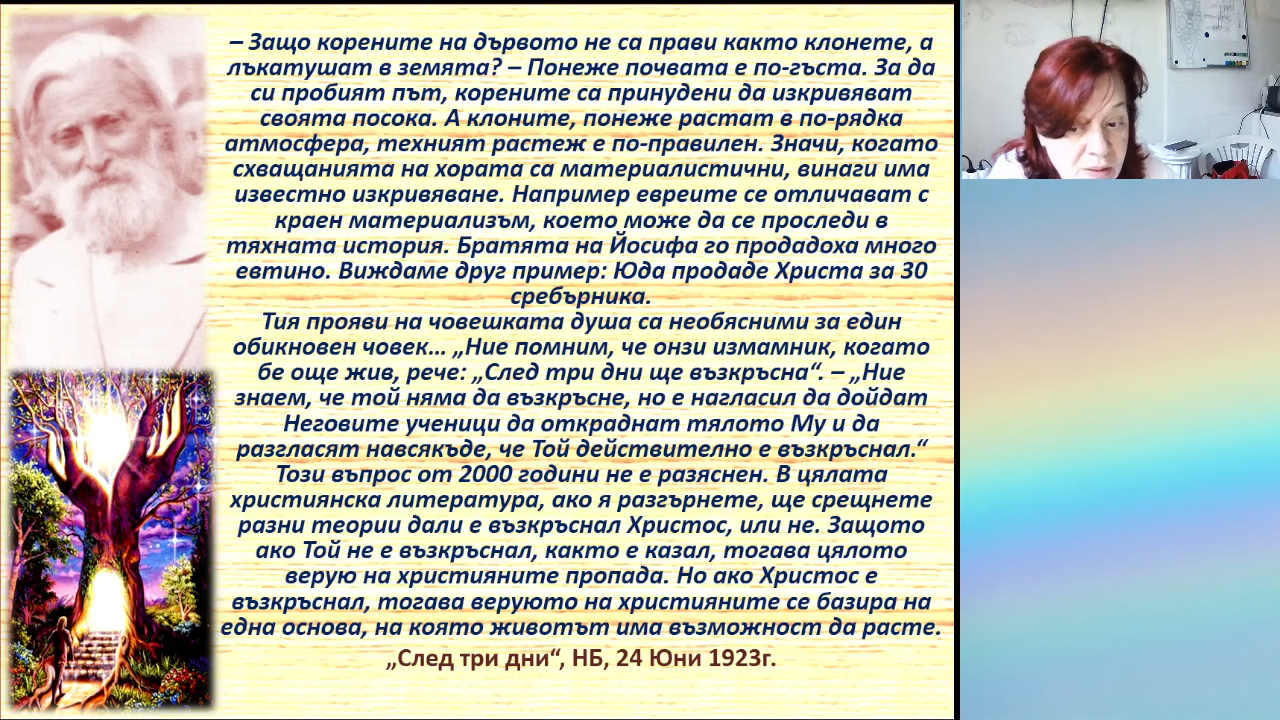 – Защо корените на дървото не са прави както клонете, а
лъкатушат в земята? – Понеже почвата е по-гъста. За да
си пробият път, корените са принудени да изкривяват
своята посока. А клоните, понеже растат в по-рядка
атмосфера, техният растеж е по-правилен. Значи, когато
схващанията на хората са материалистични, винаги има
известно изкривяване. Например евреите се отличават с
краен материализъм, което може да се проследи в
тяхната история. Братята на Йосифа го продадоха много
евтино. Виждаме друг пример: Юда продаде Христа за 30
сребърника.
Тия прояви на човешката душа са необясними за един
обикновен човек... „Ние помним, че онзи измамник, когато
бе още жив, рече: „След три дни ще възкръсна“. – „Ние
знаем, че той няма да възкръсне, но е нагласил да дойдат
Неговите ученици да откраднат тялото Му и да
разгласят навсякъде, че Той действително е възкръснал.“
Този въпрос от 2000 години не е разяснен. В цялата
християнска литература, ако я разгърнете, ще срещнете
разни теории дали е възкръснал Христос, или не. Защото
ако Той не е възкръснал, както е казал, тогава цялото
верую на християните пропада. Но ако Христос е
възкръснал, тогава веруюто на християните се базира на
една основа, на която животът има възможност да расте.
„След три дни“, НБ, 24 Юни 1923г.